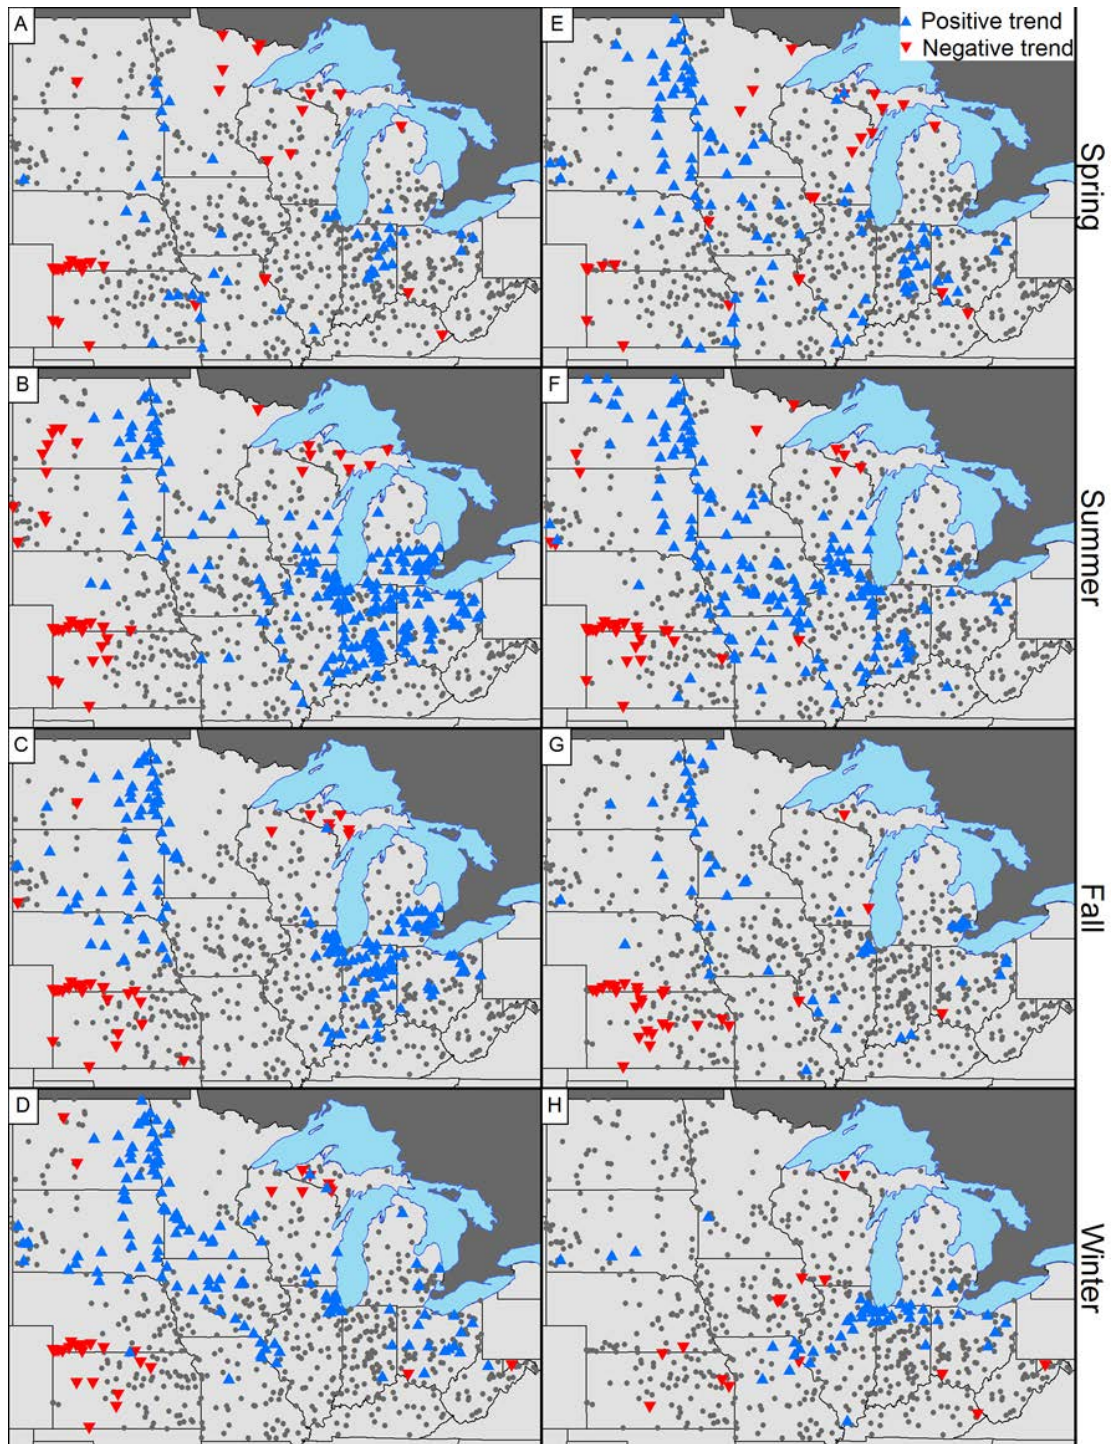 A
E
Positive trend
Negative trend
Spring
B
F
Summer
C
G
Fall
D
H
Winter